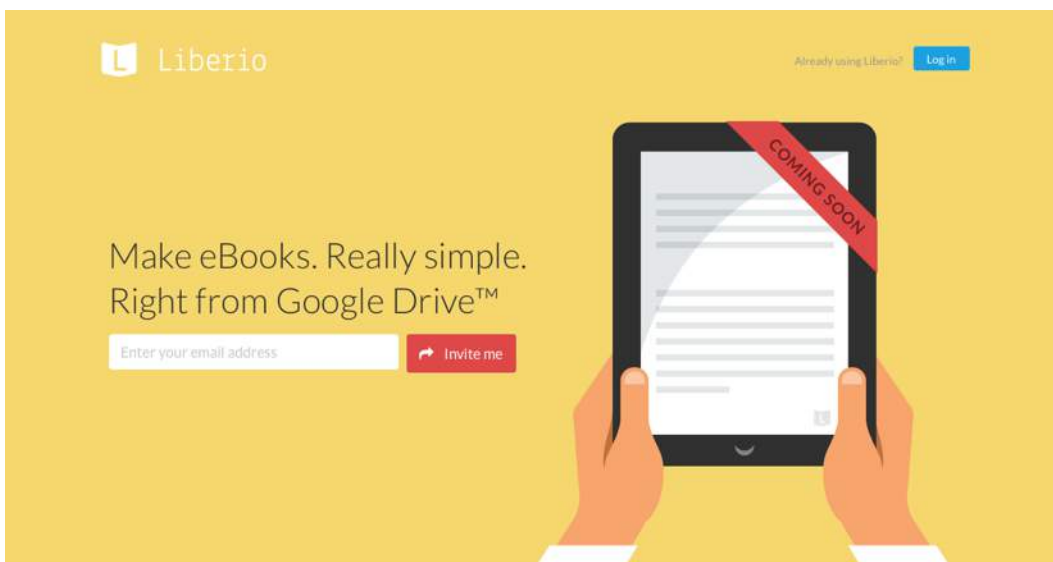 L Liberio
Already using Liberio? Log in
COMING SOON
Make eBooks. Really simple.
Right from Google Drive™
Enter your email address Invite me
L